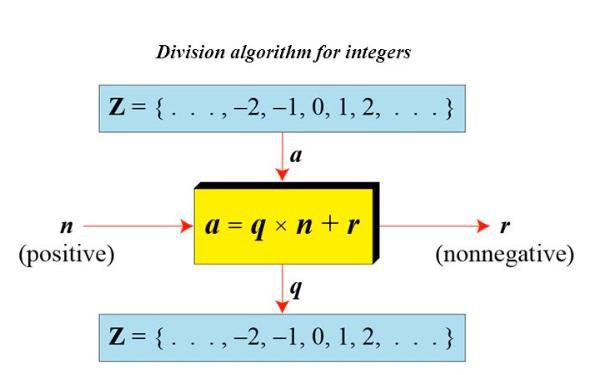 Division algorithm for integers
Z = { . . . , –2, –1, 0, 1, 2, . . . }
a
n
(positive)
a = q × n + r
r
(nonnegative)
q
Z = { . . . , –2, –1, 0, 1, 2, . . . }